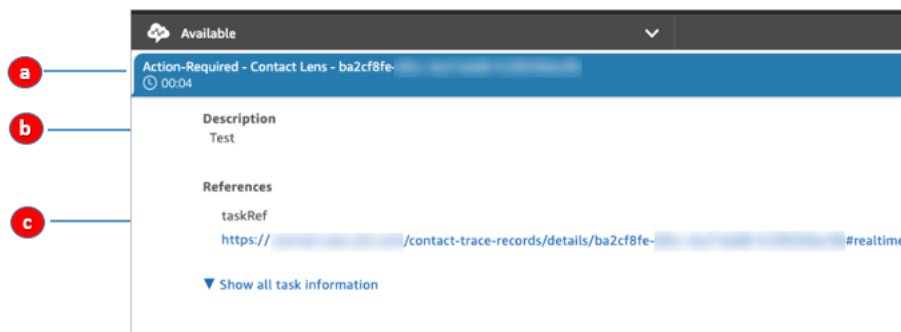 Available
a
Action-Required - Contact Lens - ba2cf8fe-
00:04
b
Description
Test
References
c
taskRef
https:// /contact-trace-records/details/ba2cf8fe- #realtime
Show all task information